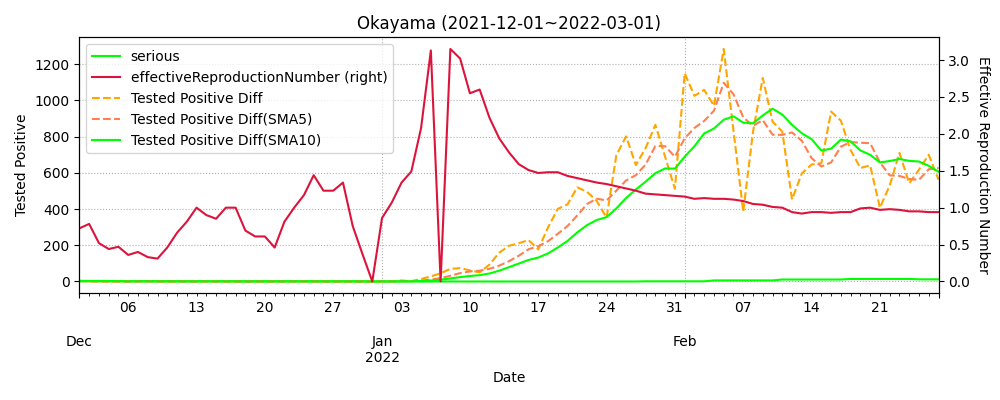 Okayama (2021-12-01~2022-03-01)
serious
effectiveReproductionNumber (right)
Tested Positive Diff
Tested Positive Diff(SMA5)
Tested Positive Diff(SMA10)
Tested Positive
1200
1000
800
600
400
200
0
Effective Reproduction Number
3.0
2.5
2.0
1.5
1.0
0.5
0.0
06 13 20 27 03 10 17 24 31 07 14 21
Dec Jan Feb
2022
Date